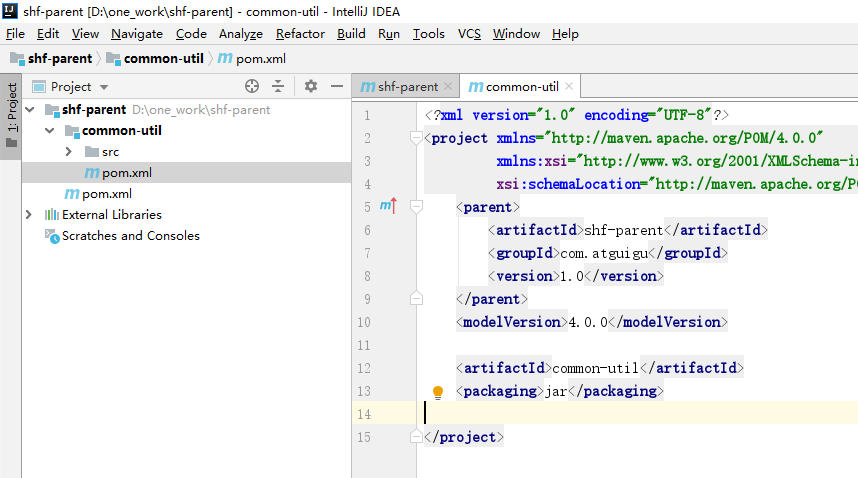 shf-parent [D:\one_work\shf-parent] - common-util - IntelliJ IDEA
File Edit View Navigate Code Analyze Refactor Build Run Tools VCS Window Help
shf-parent common-util m pom.xml
1: Project
Project
shf-parent D:\one_work\shf-parent
common-util
src
m pom.xml
m pom.xml
External Libraries
Scratches and Consoles
m shf-parent m common-util
1 <?xml version="1.0" encoding="UTF-8"?>
2 <project xmlns="http://maven.apache.org/POM/4.0.0"
3 xmlns:xsi="http://www.w3.org/2001/XMLSchema-in
4 xsi:schemaLocation="http://maven.apache.org/PO
5 m <parent>
6 <artifactId>shf-parent</artifactId>
7 <groupId>com.atguigu</groupId>
8 <version>1.0</version>
9 </parent>
10 <modelVersion>4.0.0</modelVersion>
11
12 <artifactId>common-util</artifactId>
13 <packaging>jar</packaging>
14
15 </project>